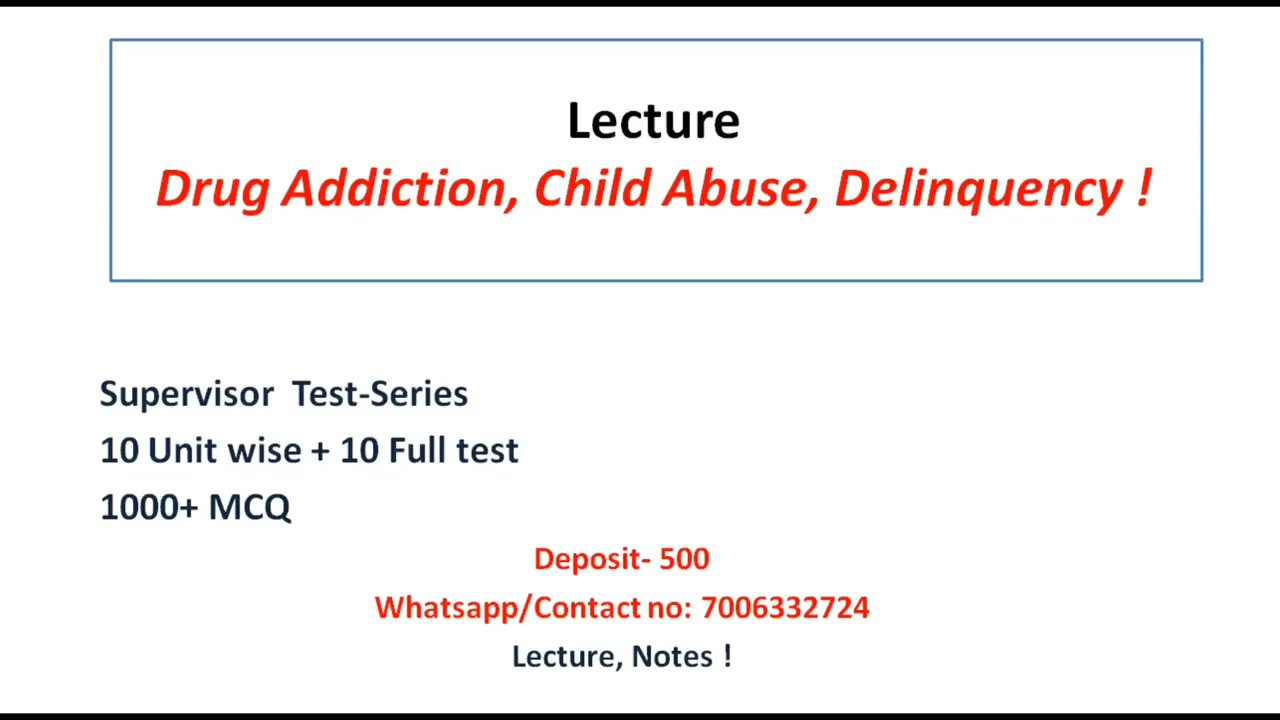 Lecture
Drug Addiction, Child Abuse, Delinquency !
Supervisor Test-Series
10 Unit wise + 10 Full test
1000+ MCQ
Deposit- 500
Whatsapp/Contact no: 7006332724
Lecture, Notes !